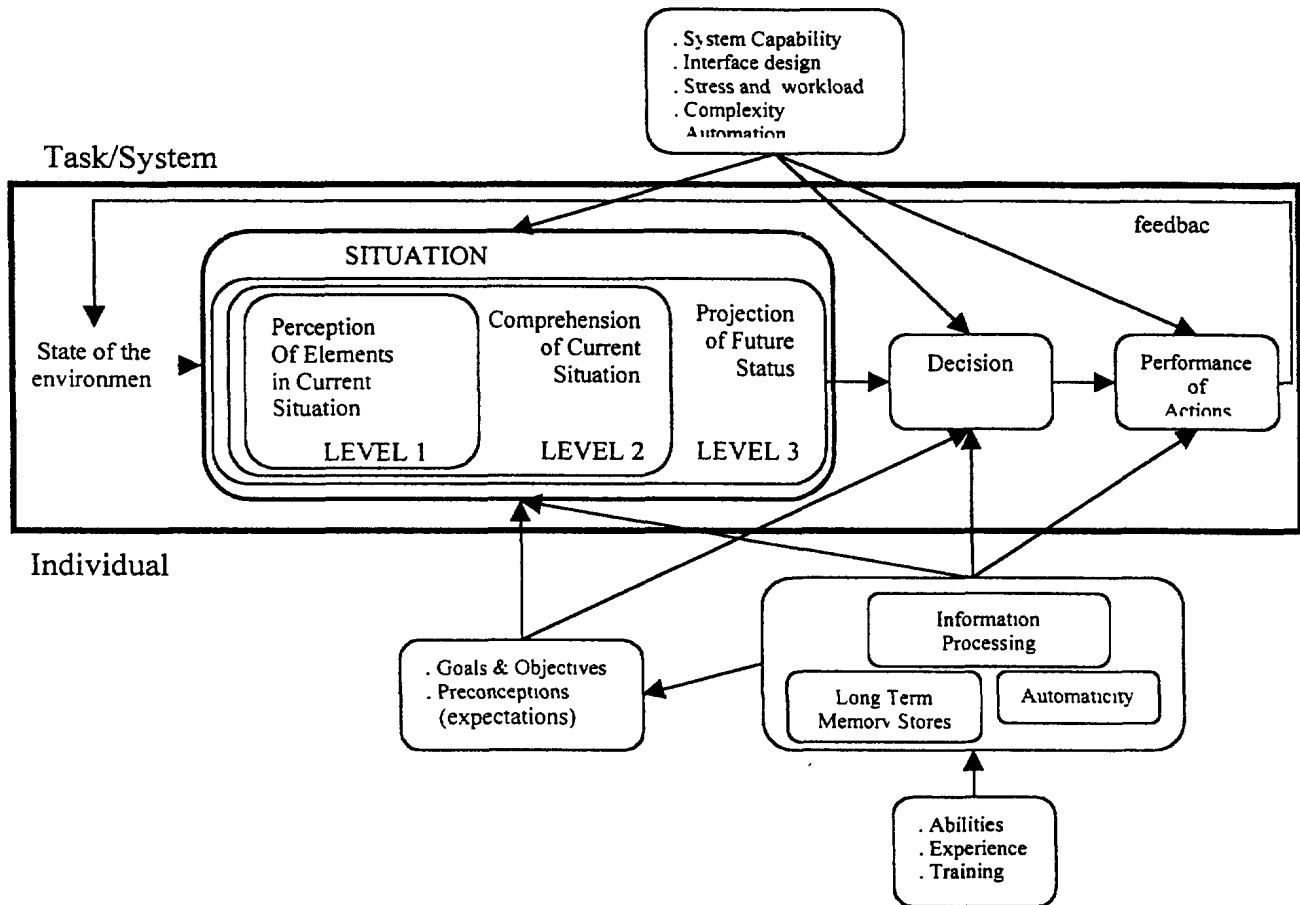 . System Capability
. Interface design
. Stress and workload
. Complexity
. Automation
Task/System
feedbac
SITUATION
Perception
Of Elements
in Current
Situation
LEVEL 1
Comprehension
of Current
Situation
LEVEL 2
Projection
of Future
Status
LEVEL 3
State of the
environmen
Decision
Performance
of
Actions
Individual
Information
Processing
Long Term
Memory Stores
Automaticity
. Goals & Objectives
. Preconceptions
(expectations)
. Abilities
. Experience
. Training